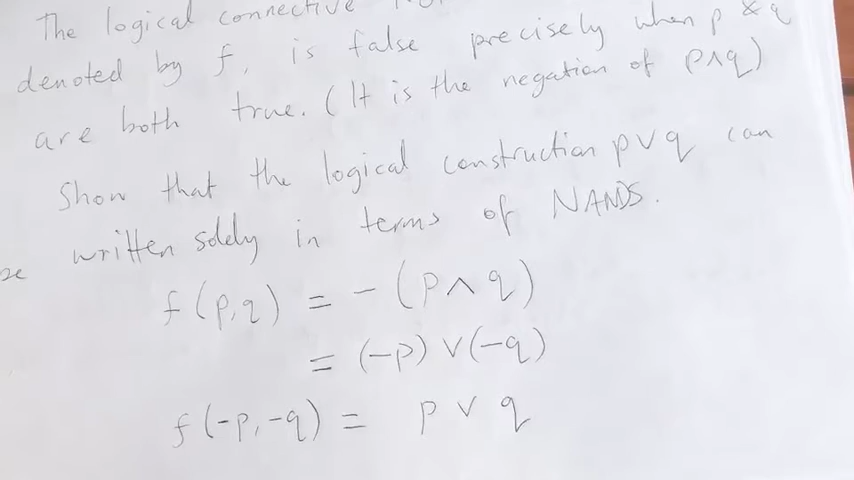 The logical connective
denoted by f, is false precisely when p & q
are both true. (It is the negation of p∧q)
Show that the logical construction p∨q can
be written solely in terms of NANDS.
f(p,q) = -(p∧q)
= (-p)∨(-q)
f(-p,-q) = p∨q